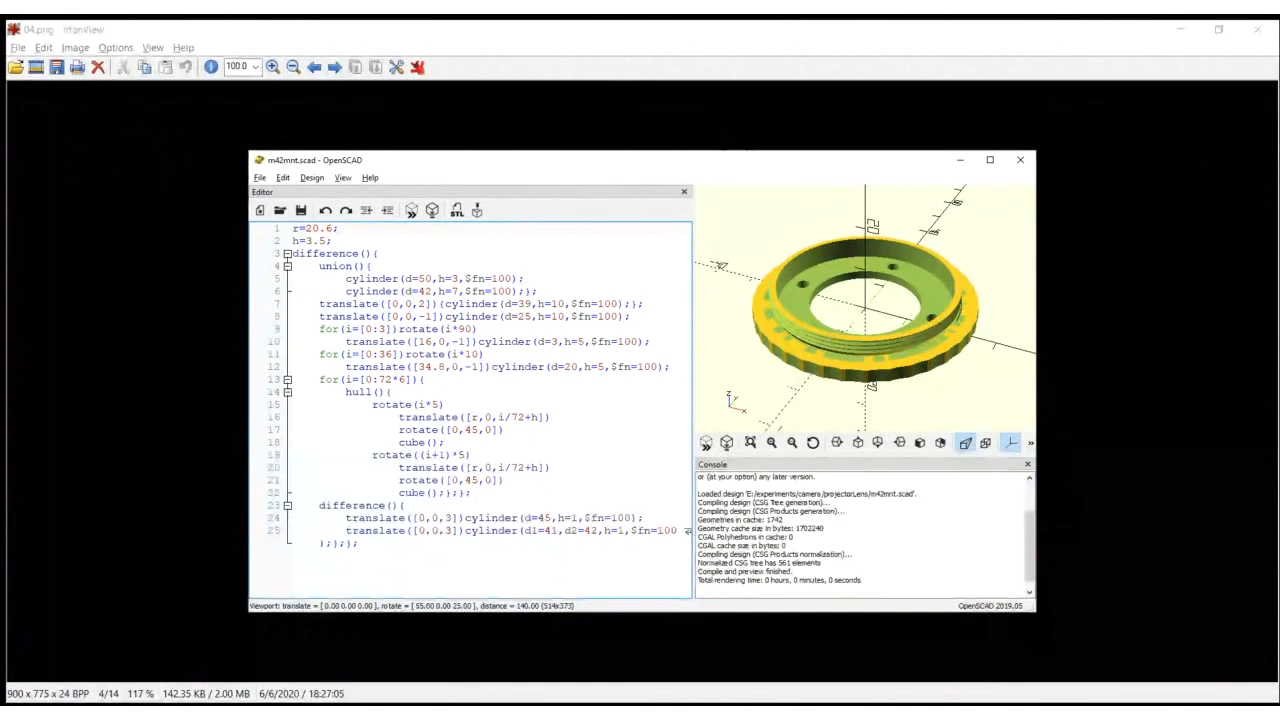 04.png IrfanView
File Edit Image Options View Help
100.0
m42mnt.scad - OpenSCAD
File Edit Design View Help
Editor
STL
1 r=20.6;
2 h=3.5;
3 difference(){
4 union(){
5 cylinder(d=50,h=3,$fn=100);
6 cylinder(d=42,h=7,$fn=100);};
7 translate([0,0,2]){cylinder(d=39,h=10,$fn=100);};
8 translate([0,0,-1])cylinder(d=25,h=10,$fn=100);
9 for(i=[0:3])rotate(i*90)
10 translate([16,0,-1])cylinder(d=3,h=5,$fn=100);
11 for(i=[0:36])rotate(i*10)
12 translate([34.8,0,-1])cylinder(d=20,h=5,$fn=100);
13 for(i=[0:72*6]){
14 hull(){
15 rotate(i*5)
16 translate([r,0,i/72+h])
17 rotate([0,45,0])
18 cube();
19 rotate((i+1)*5)
20 translate([r,0,i/72+h])
21 rotate([0,45,0])
22 cube();};};
23 difference(){
24 translate([0,0,3])cylinder(d=45,h=1,$fn=100);
25 translate([0,0,3])cylinder(d1=41,d2=42,h=1,$fn=100
);};};
20
z
y
x
Console
or (at your option) any later version.
Loaded design 'E:/experiments/camera/projectorLens/m42mnt.scad'.
Compiling design (CSG Tree generation)...
Compiling design (CSG Products generation)...
Geometries in cache: 1742
Geometry cache size in bytes: 1702240
CGAL Polyhedrons in cache: 0
CGAL cache size in bytes: 0
Compiling design (CSG Products normalization)...
Normalized CSG tree has 561 elements
Compile and preview finished.
Total rendering time: 0 hours, 0 minutes, 0 seconds
Viewport: translate = [ 0.00 0.00 0.00 ], rotate = [ 55.00 0.00 25.00 ], distance = 140.00 (514x373)
OpenSCAD 2019.05
900 x 775 x 24 BPP 4/14 117 % 142.35 KB / 2.00 MB 6/6/2020 / 18:27:05